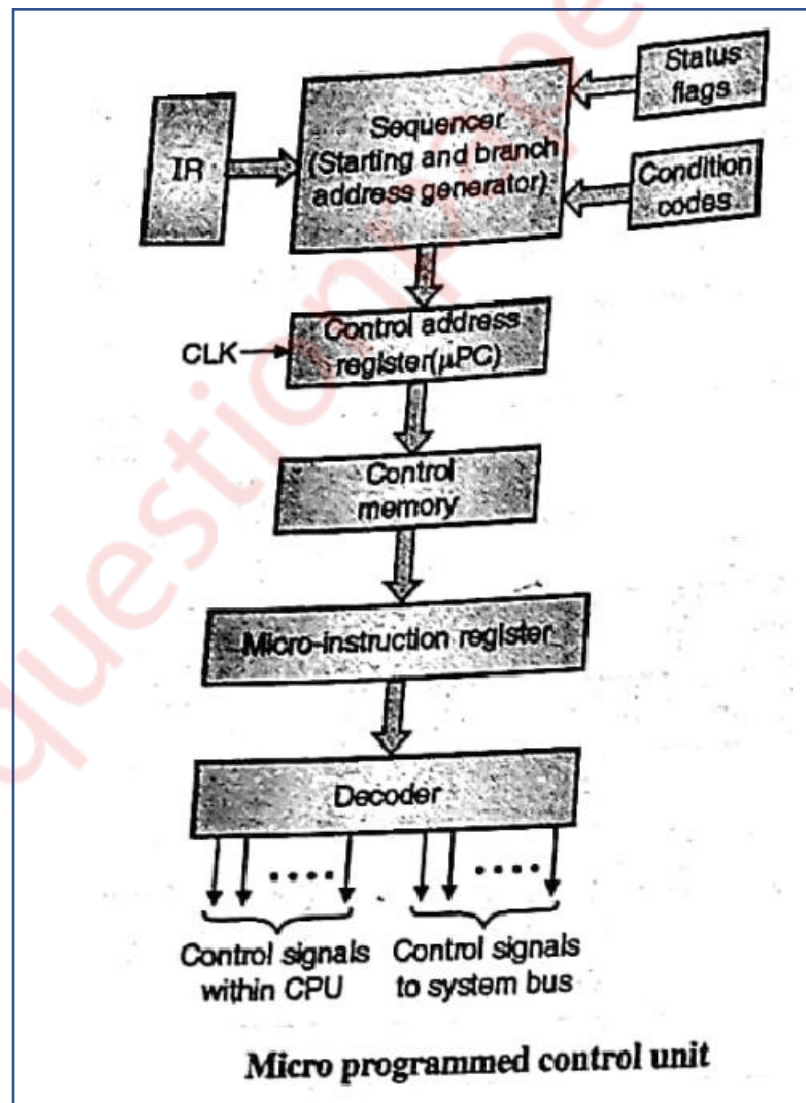 Status
flags
IR
Sequencer
(Starting and branch
address generator)
Condition
codes
CLK
Control address
register(μPC)
Control
memory
Micro-instruction register
Decoder
Control signals
within CPU
Control signals
to system bus
Micro programmed control unit